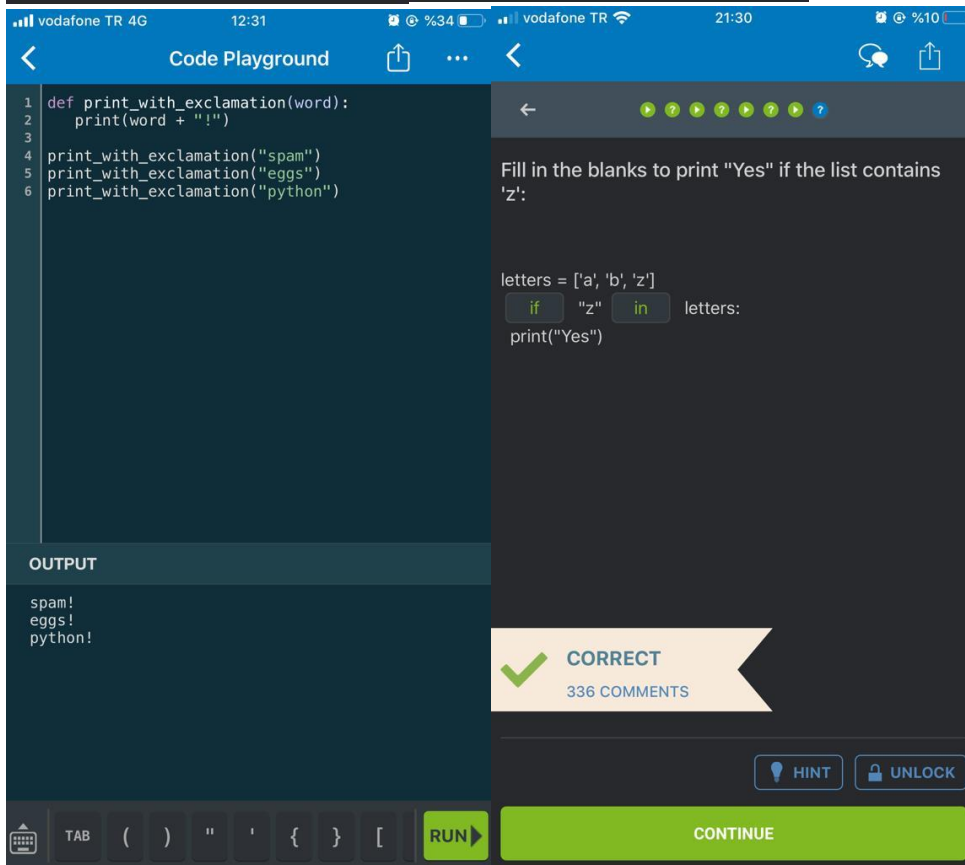 vodafone TR 4G 12:31 %34
Code Playground
1 def print_with_exclamation(word):
2 print(word + "!")
3
4 print_with_exclamation("spam")
5 print_with_exclamation("eggs")
6 print_with_exclamation("python")
OUTPUT
spam!
eggs!
python!
TAB ( ) " ' { } [ RUN
vodafone TR 21:30 %10
? ? ? ?
Fill in the blanks to print "Yes" if the list contains
'z':
letters = ['a', 'b', 'z']
if "z" in letters:
print("Yes")
CORRECT
336 COMMENTS
HINT UNLOCK
CONTINUE